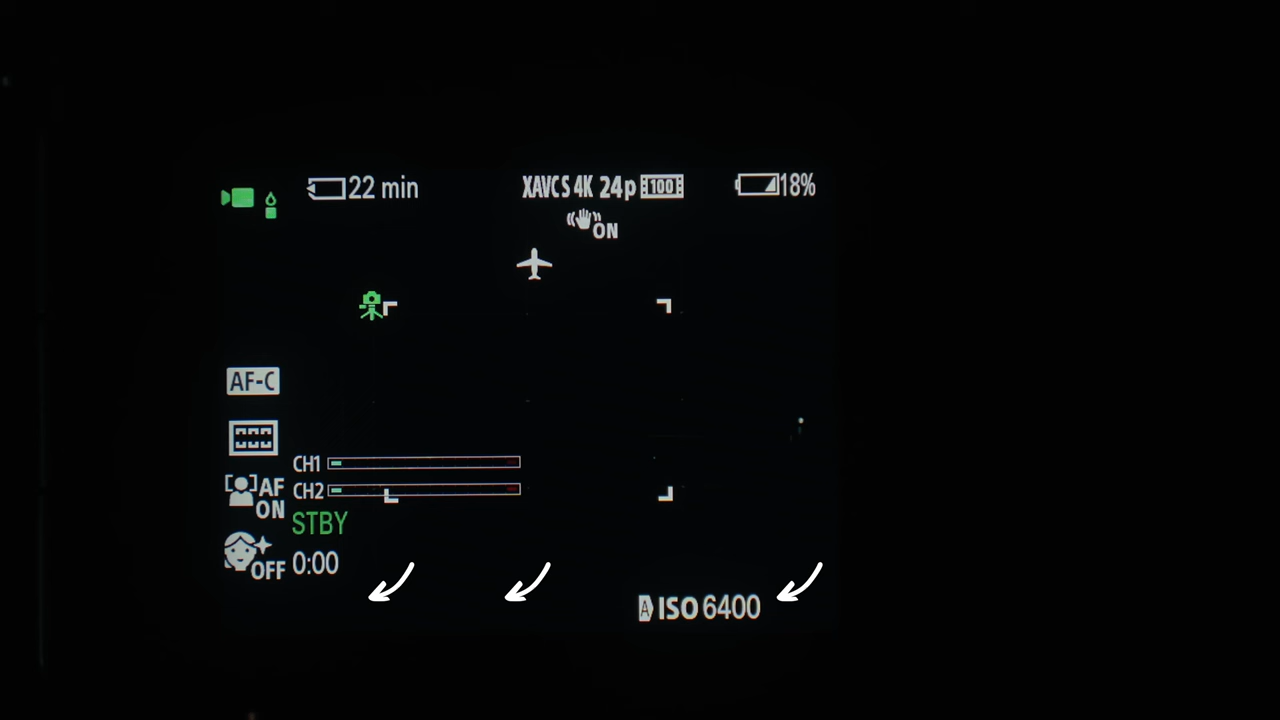 22 min
XAVC S 4K 24p 100
18%
ON
AF-C
CH1
AF ON
CH2
STBY
OFF
0:00
A ISO 6400